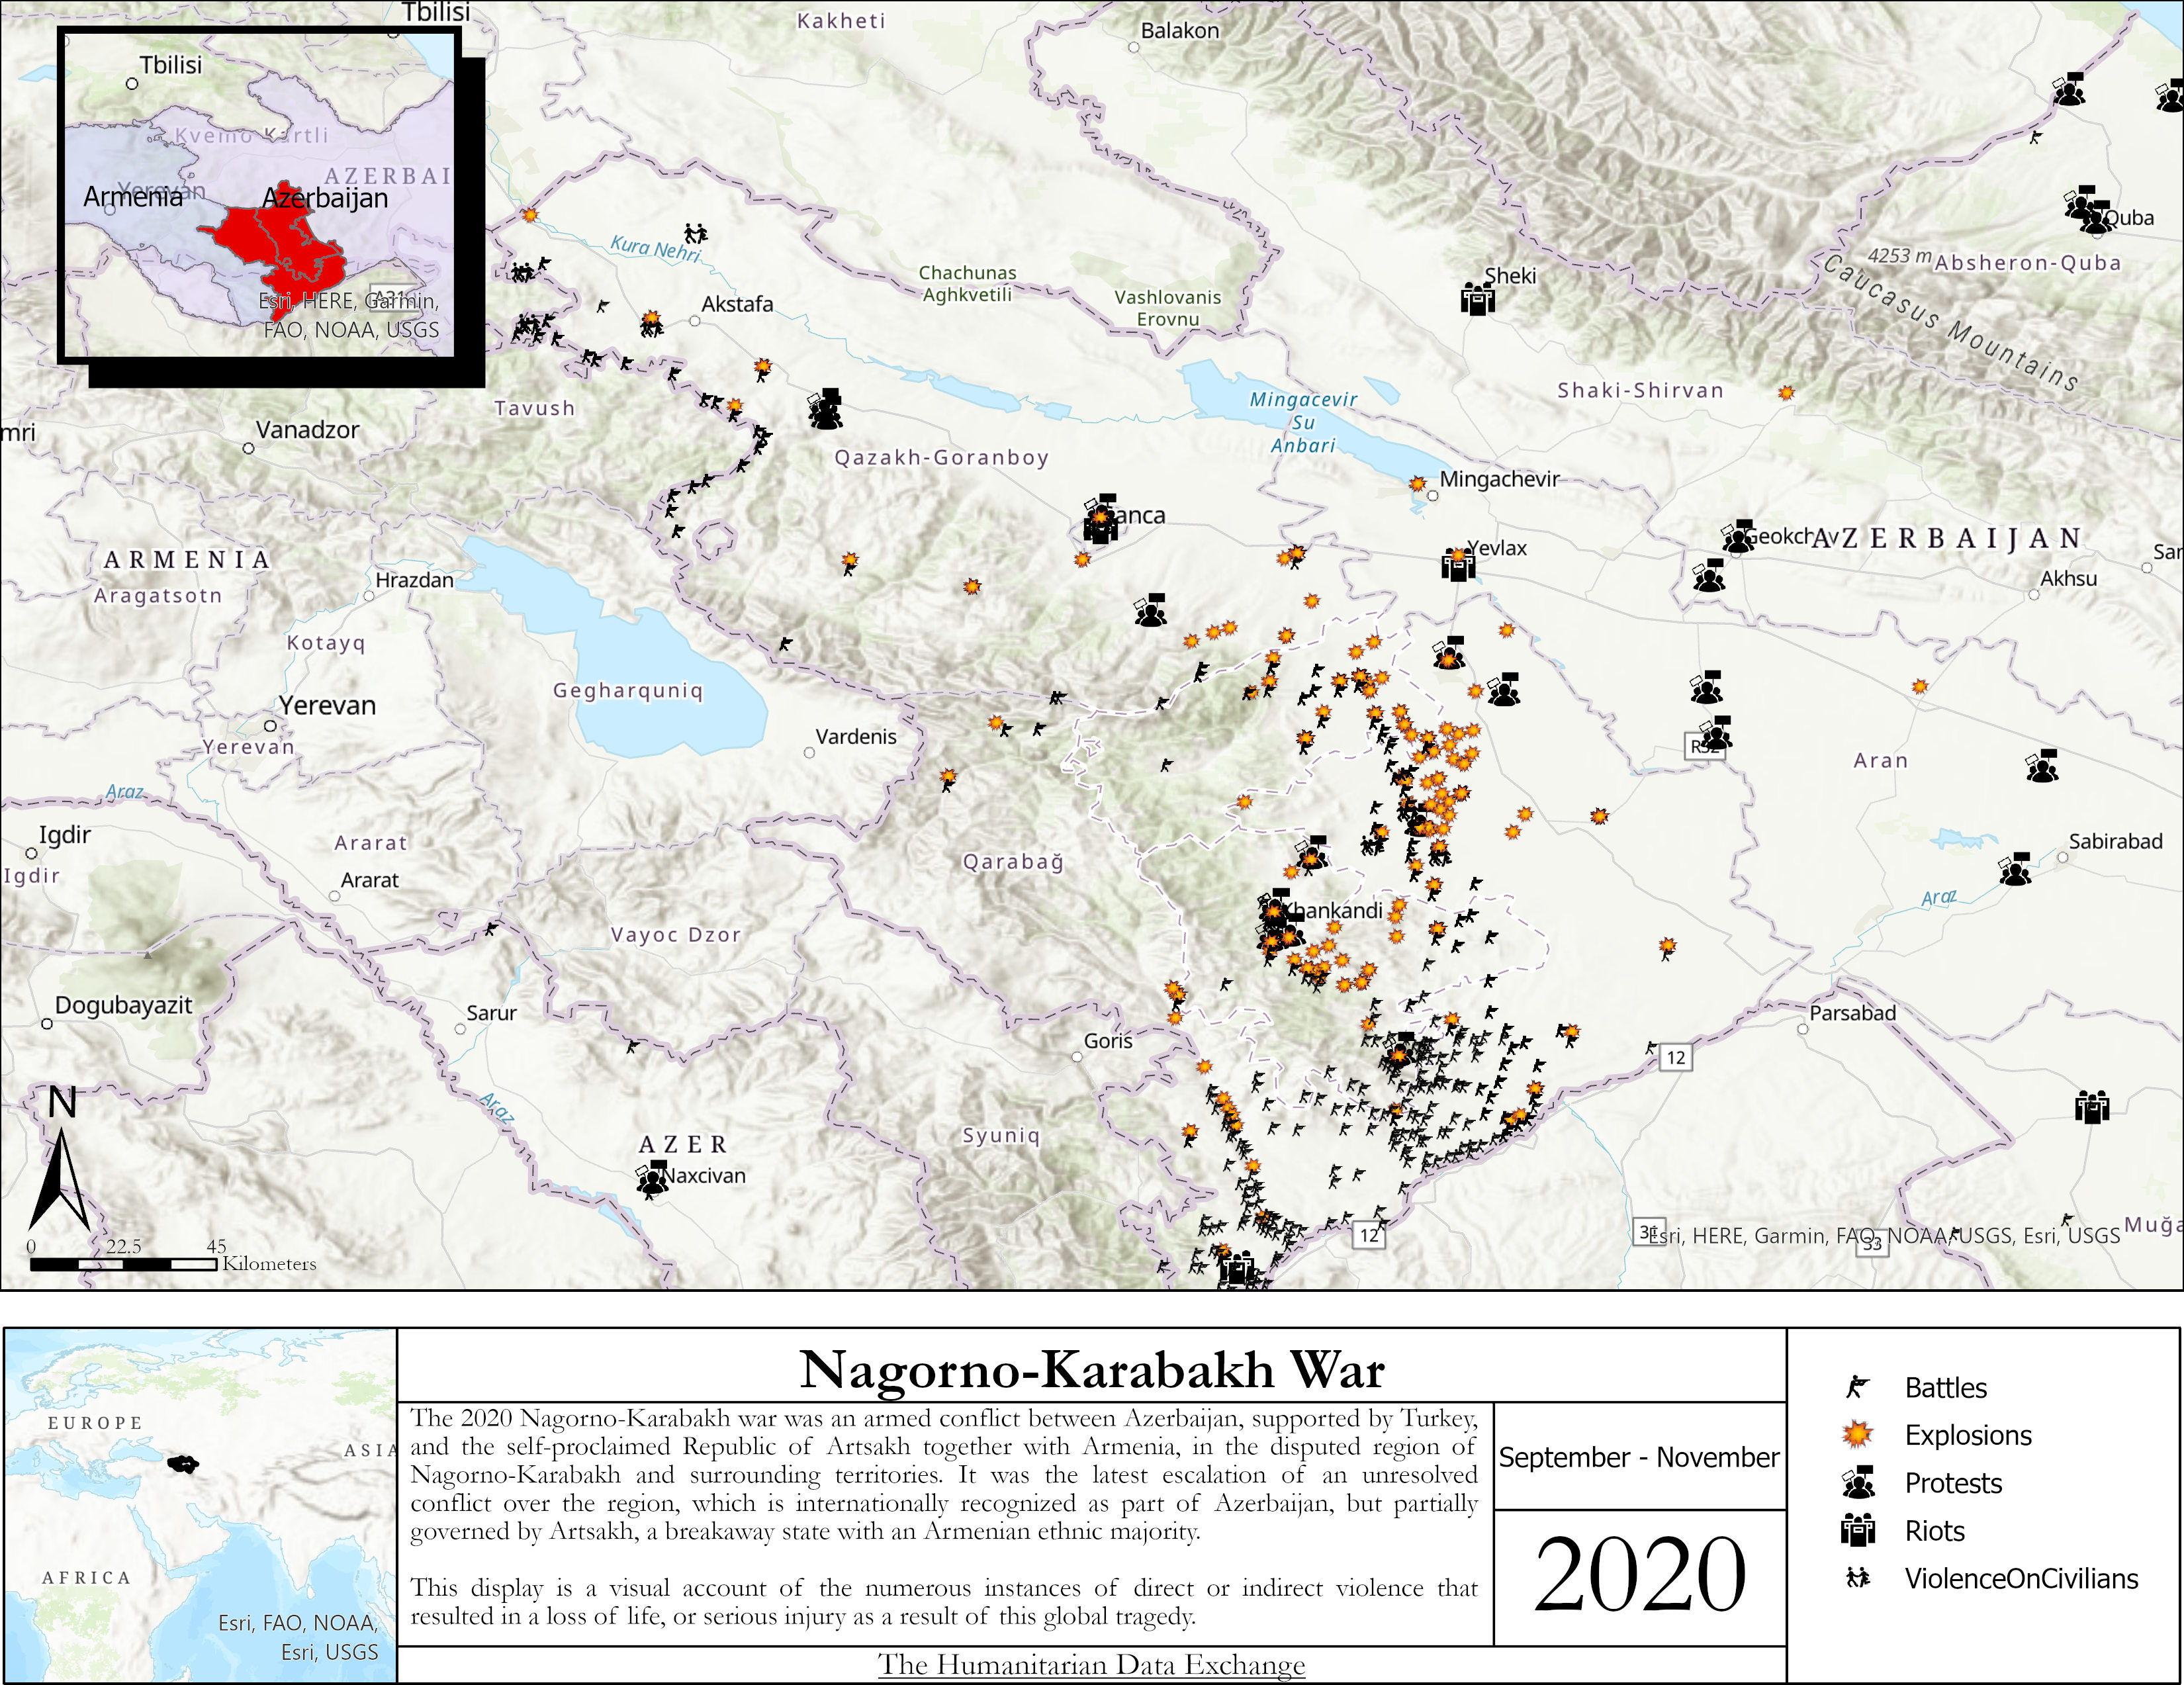 Tbilisi
Kakheti
Balakon
Tbilisi
Kvemo Kartli
AZERBAI
Yerevan
Armenia
Azerbaijan
A31
Esri, HERE, Garmin,
FAO, NOAA, USGS
Kura Nehri
Akstafa
Chachunas
Aghkvetili
Vashlovanis
Erovnu
Sheki
Quba
4253 m
Absheron-Quba
Caucasus Mountains
Shaki-Shirvan
Tavush
Vanadzor
mri
Mingacevir
Su
Anbari
Qazakh-Goranboy
Mingachevir
anca
Yevlax
Geokch v
AZERBAIJAN
Sar
Akhsu
ARMENIA
Aragatsotn
Hrazdan
Kotayq
Gegharquniq
Yerevan
Yerevan
Vardenis
R32
Aran
Araz
Igdir
Igdir
Ararat
Ararat
Qarabağ
Sabirabad
Araz
Khankandi
Vayoc Dzor
Dogubayazit
Sarur
Goris
Parsabad
12
N
Araz
Syuniq
AZER
Naxcivan
12
31
33
Esri, HERE, Garmin, FAO, NOAA, USGS, Esri, USGS
Muğa
0 22.5 45
Kilometers
EUROPE
ASIA
AFRICA
Esri, FAO, NOAA,
Esri, USGS
Nagorno-Karabakh War
The 2020 Nagorno-Karabakh war was an armed conflict between Azerbaijan, supported by Turkey,
and the self-proclaimed Republic of Artsakh together with Armenia, in the disputed region of
Nagorno-Karabakh and surrounding territories. It was the latest escalation of an unresolved
conflict over the region, which is internationally recognized as part of Azerbaijan, but partially
governed by Artsakh, a breakaway state with an Armenian ethnic majority.
This display is a visual account of the numerous instances of direct or indirect violence that
resulted in a loss of life, or serious injury as a result of this global tragedy.
The Humanitarian Data Exchange
September - November
2020
Battles
Explosions
Protests
Riots
ViolenceOnCivilians